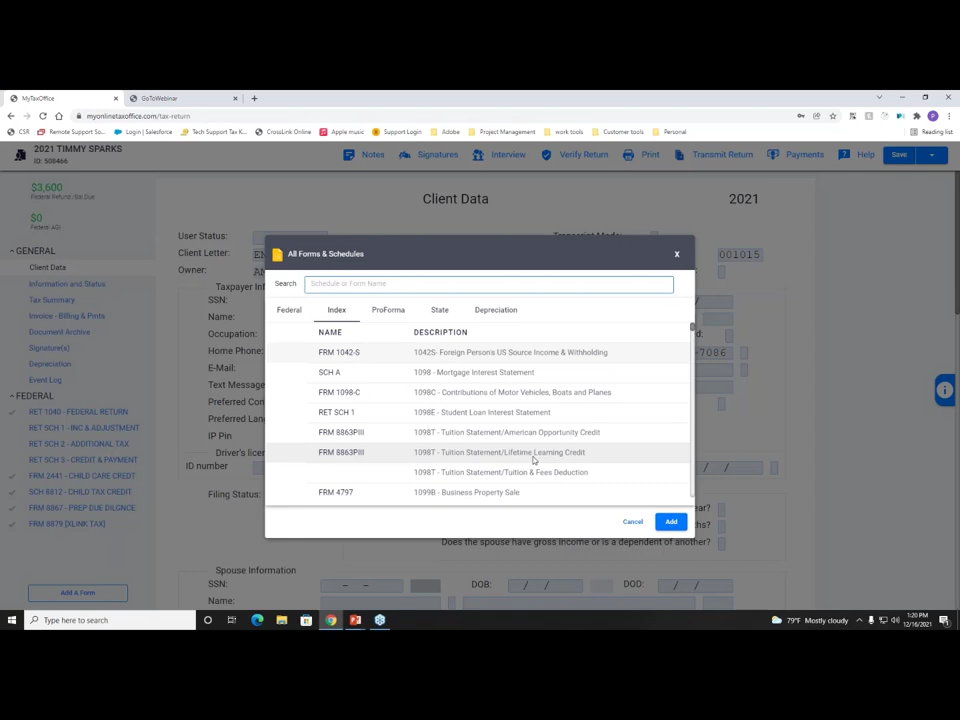 MyTaxOffice
GoToWebinar
myonlinetaxoffice.com/tax-return
CSR
Remote Support So...
Login | Salesforce
Tech Support Tax K...
CrossLink Online
Apple music
Support Login
Adobe
Project Management
work tools
Customer tools
Personal
Reading list
2021 TIMMY SPARKS
ID: 508466
Notes
Signatures
Interview
Verify Return
Print
Transmit Return
Payments
Help
Save
$3,600
Federal Refund / Bal Due
$0
Federal AGI
GENERAL
Client Data
Information and Status
Tax Summary
Invoice - Billing & Pmts
Document Archive
Signature(s)
Depreciation
Event Log
FEDERAL
RET 1040 - FEDERAL RETURN
RET SCH 1 - INC & ADJUSTMENT
RET SCH 2 - ADDITIONAL TAX
RET SCH 3 - CREDIT & PAYMENT
FRM 2441 - CHILD CARE CREDT
SCH 8812 - CHILD TAX CREDIT
FRM 8867 - PREP DUE DILGNCE
FRM 8879 [XLINK TAX]
Add A Form
Client Data
2021
User Status:
Client Letter:
001015
Owner:
SSN:
Name:
Occupation:
Home Phone:
-7086
E-Mail:
Text Message
IP Pin
ID number
/ /
Filing Status:
All Forms & Schedules
X
Search
Schedule or Form Name
Federal
Index
ProForma
State
Depreciation
NAME
DESCRIPTION
FRM 1042-S
1042S- Foreign Person's US Source Income & Withholding
SCH A
1098 - Mortgage Interest Statement
FRM 1098-C
1098C - Contributions of Motor Vehicles, Boats and Planes
RET SCH 1
1098E - Student Loan Interest Statement
FRM 8863PIII
1098T - Tuition Statement/American Opportunity Credit
FRM 8863PIII
1098T - Tuition Statement/Lifetime Learning Credit
1098T - Tuition Statement/Tuition & Fees Deduction
FRM 4797
1099B - Business Property Sale
Cancel
Add
Does the spouse have gross income or is a dependent of another?
Spouse Information
SSN:
– –
DOB:
/ /
DOD:
/ /
Name:
Type here to search
79°F Mostly cloudy
1:20 PM
12/16/2021